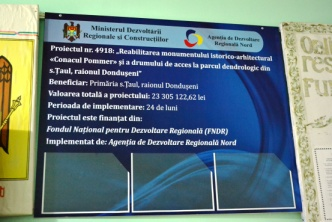 Ministerul Dezvoltării
Regionale și Construcțiilor
Agenția de Dezvoltare
Regională Nord
Proiectul nr. 4918: „Reabilitarea monumentului istorico-arhitectural
«Conacul Pommer» și a drumului de acces la parcul dendrologic din
s.Țaul, raionul Dondușeni”
Beneficiar: Primăria s.Țaul, raionul Dondușeni
Valoarea totală a proiectului: 23 305 122,62 lei
Perioada de implementare: 24 de luni
Proiectul este finanțat din:
Fondul Național pentru Dezvoltare Regională (FNDR)
Implementat de: Agenția de Dezvoltare Regională Nord